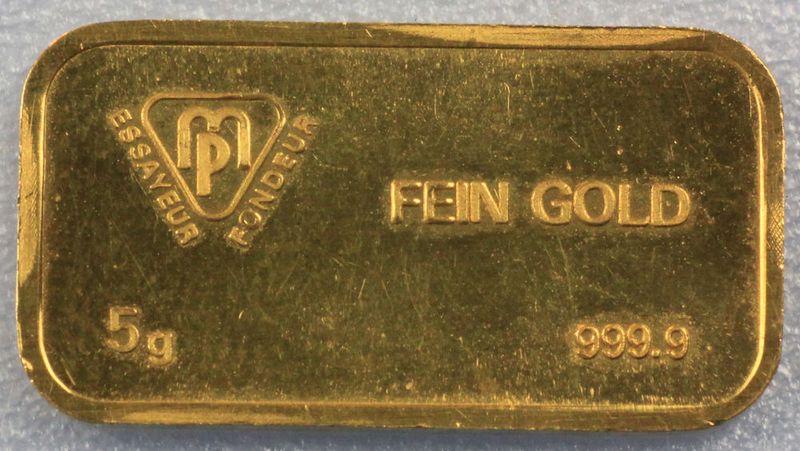 MP
ESSAYEUR FONDEUR
FEIN GOLD
5g
999.9